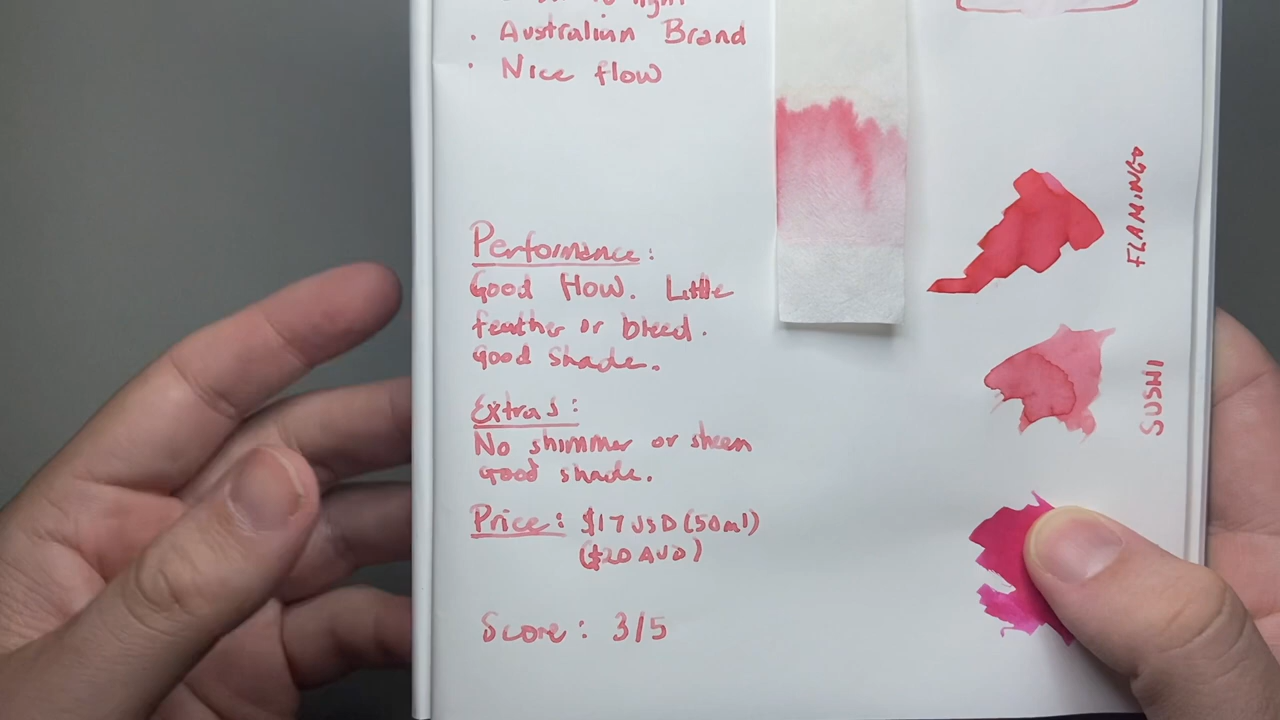 light
· Australian Brand
· Nice flow
Performance:
Good flow. Little
feather or bleed.
Good shade.
Extras:
No shimmer or sheen
Good shade.
Price: $17 USD (50ml)
($20 AUD)
Score: 3/5
FLAMINGO
SUSHI